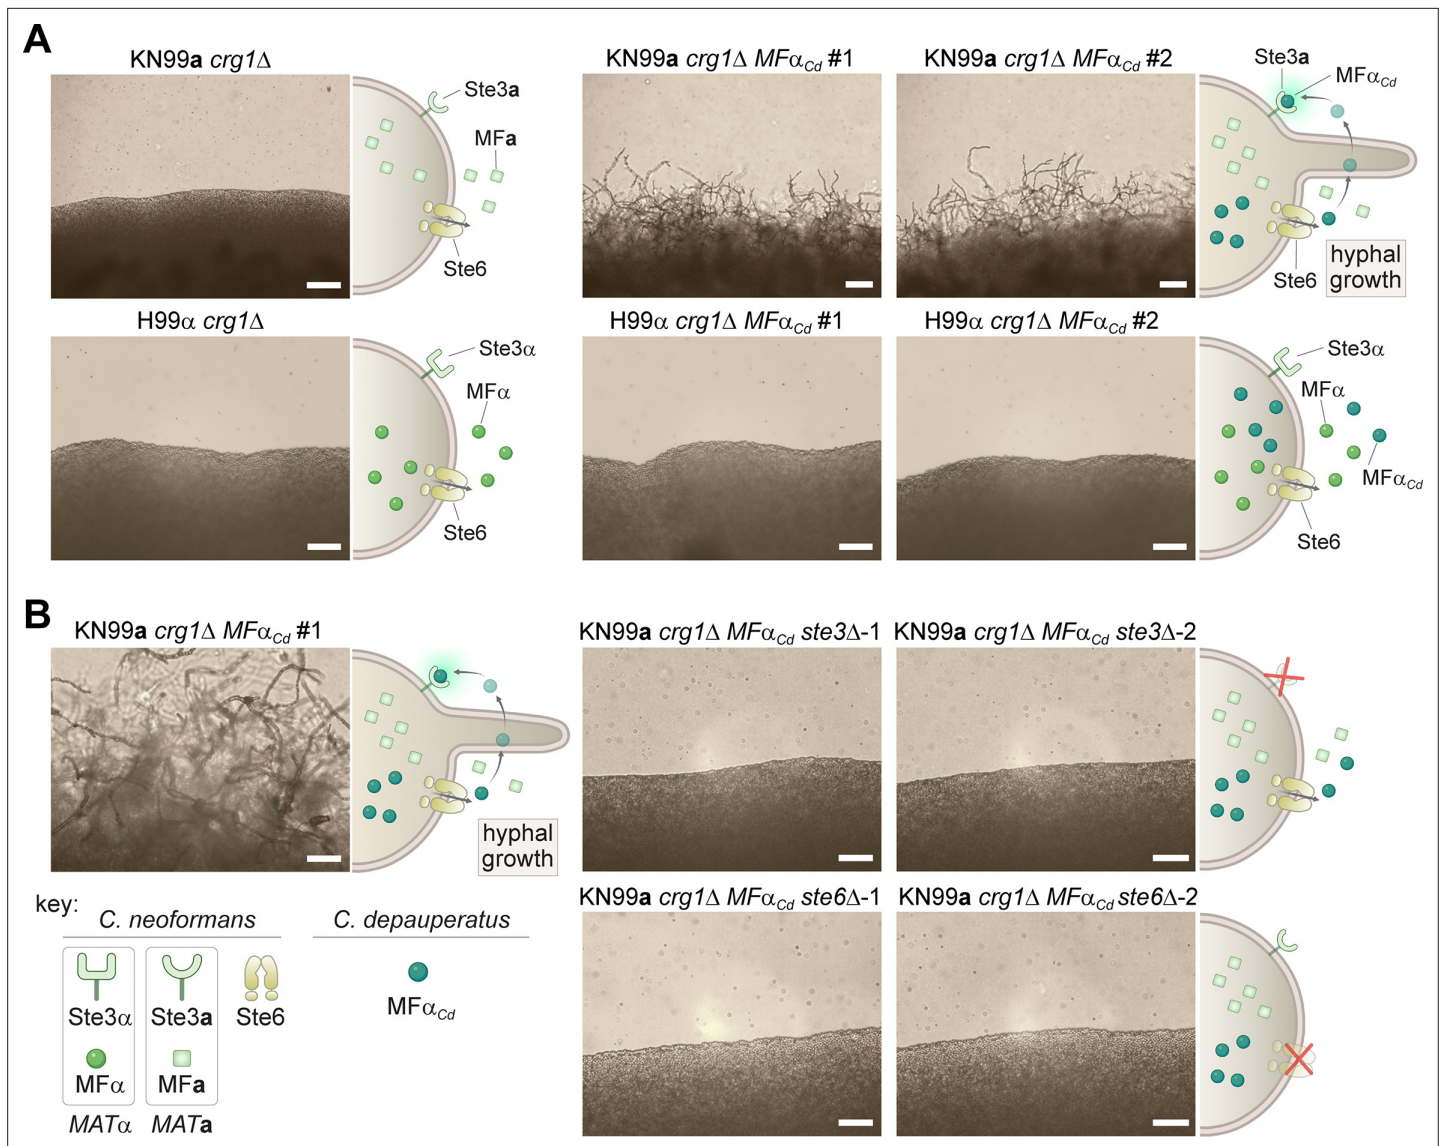 A
KN99a crg1Δ
Ste3a
MFa
Ste6
KN99a crg1Δ MFαCd #1
KN99a crg1Δ MFαCd #2
Ste3a
MFαCd
Ste6
hyphal
growth
H99α crg1Δ
Ste3α
MFα
Ste6
H99α crg1Δ MFαCd #1
H99α crg1Δ MFαCd #2
Ste3α
MFα
MFαCd
Ste6
B
KN99a crg1Δ MFαCd #1
hyphal
growth
KN99a crg1Δ MFαCd ste3Δ-1
KN99a crg1Δ MFαCd ste3Δ-2
KN99a crg1Δ MFαCd ste6Δ-1
KN99a crg1Δ MFαCd ste6Δ-2
key:
C. neoformans
C. depauperatus
Ste3α
Ste3a
Ste6
MFαCd
MFα
MFa
MATα
MATa